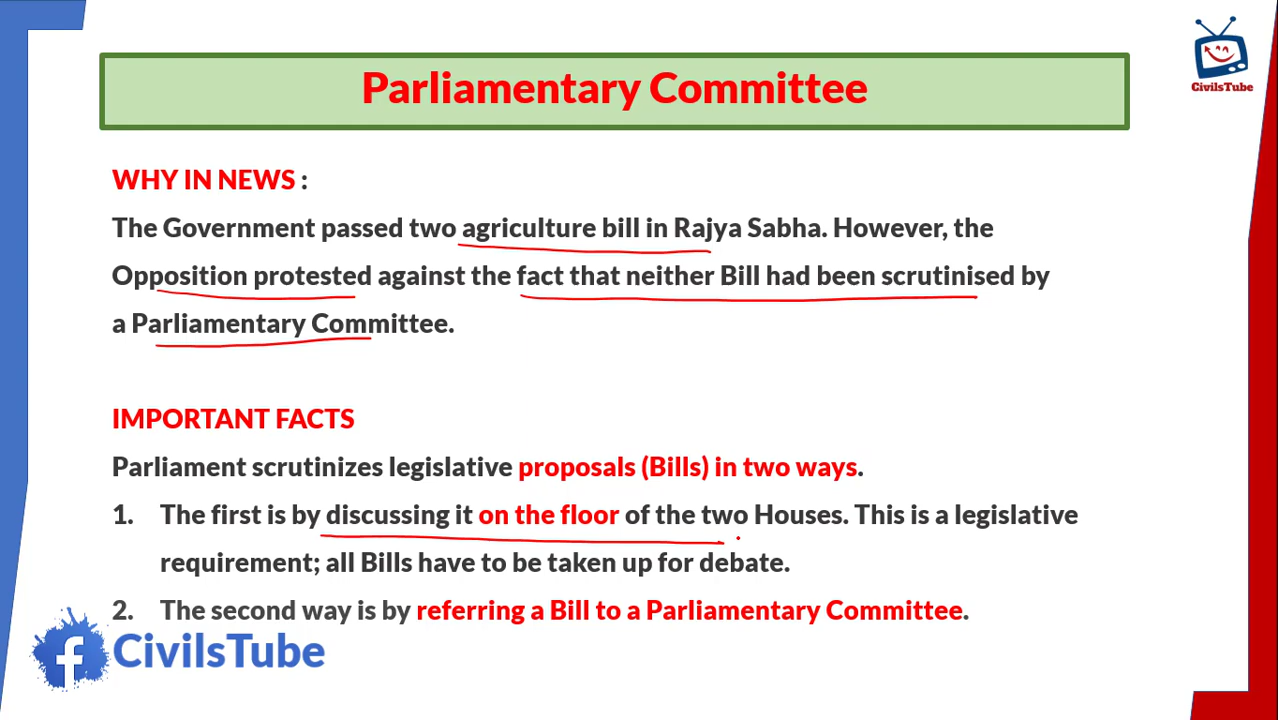 Parliamentary Committee
CivilsTube
WHY IN NEWS :
The Government passed two agriculture bill in Rajya Sabha. However, the
Opposition protested against the fact that neither Bill had been scrutinised by
a Parliamentary Committee.
IMPORTANT FACTS
Parliament scrutinizes legislative proposals (Bills) in two ways.
1. The first is by discussing it on the floor of the two Houses. This is a legislative
requirement; all Bills have to be taken up for debate.
2. The second way is by referring a Bill to a Parliamentary Committee.
f CivilsTube